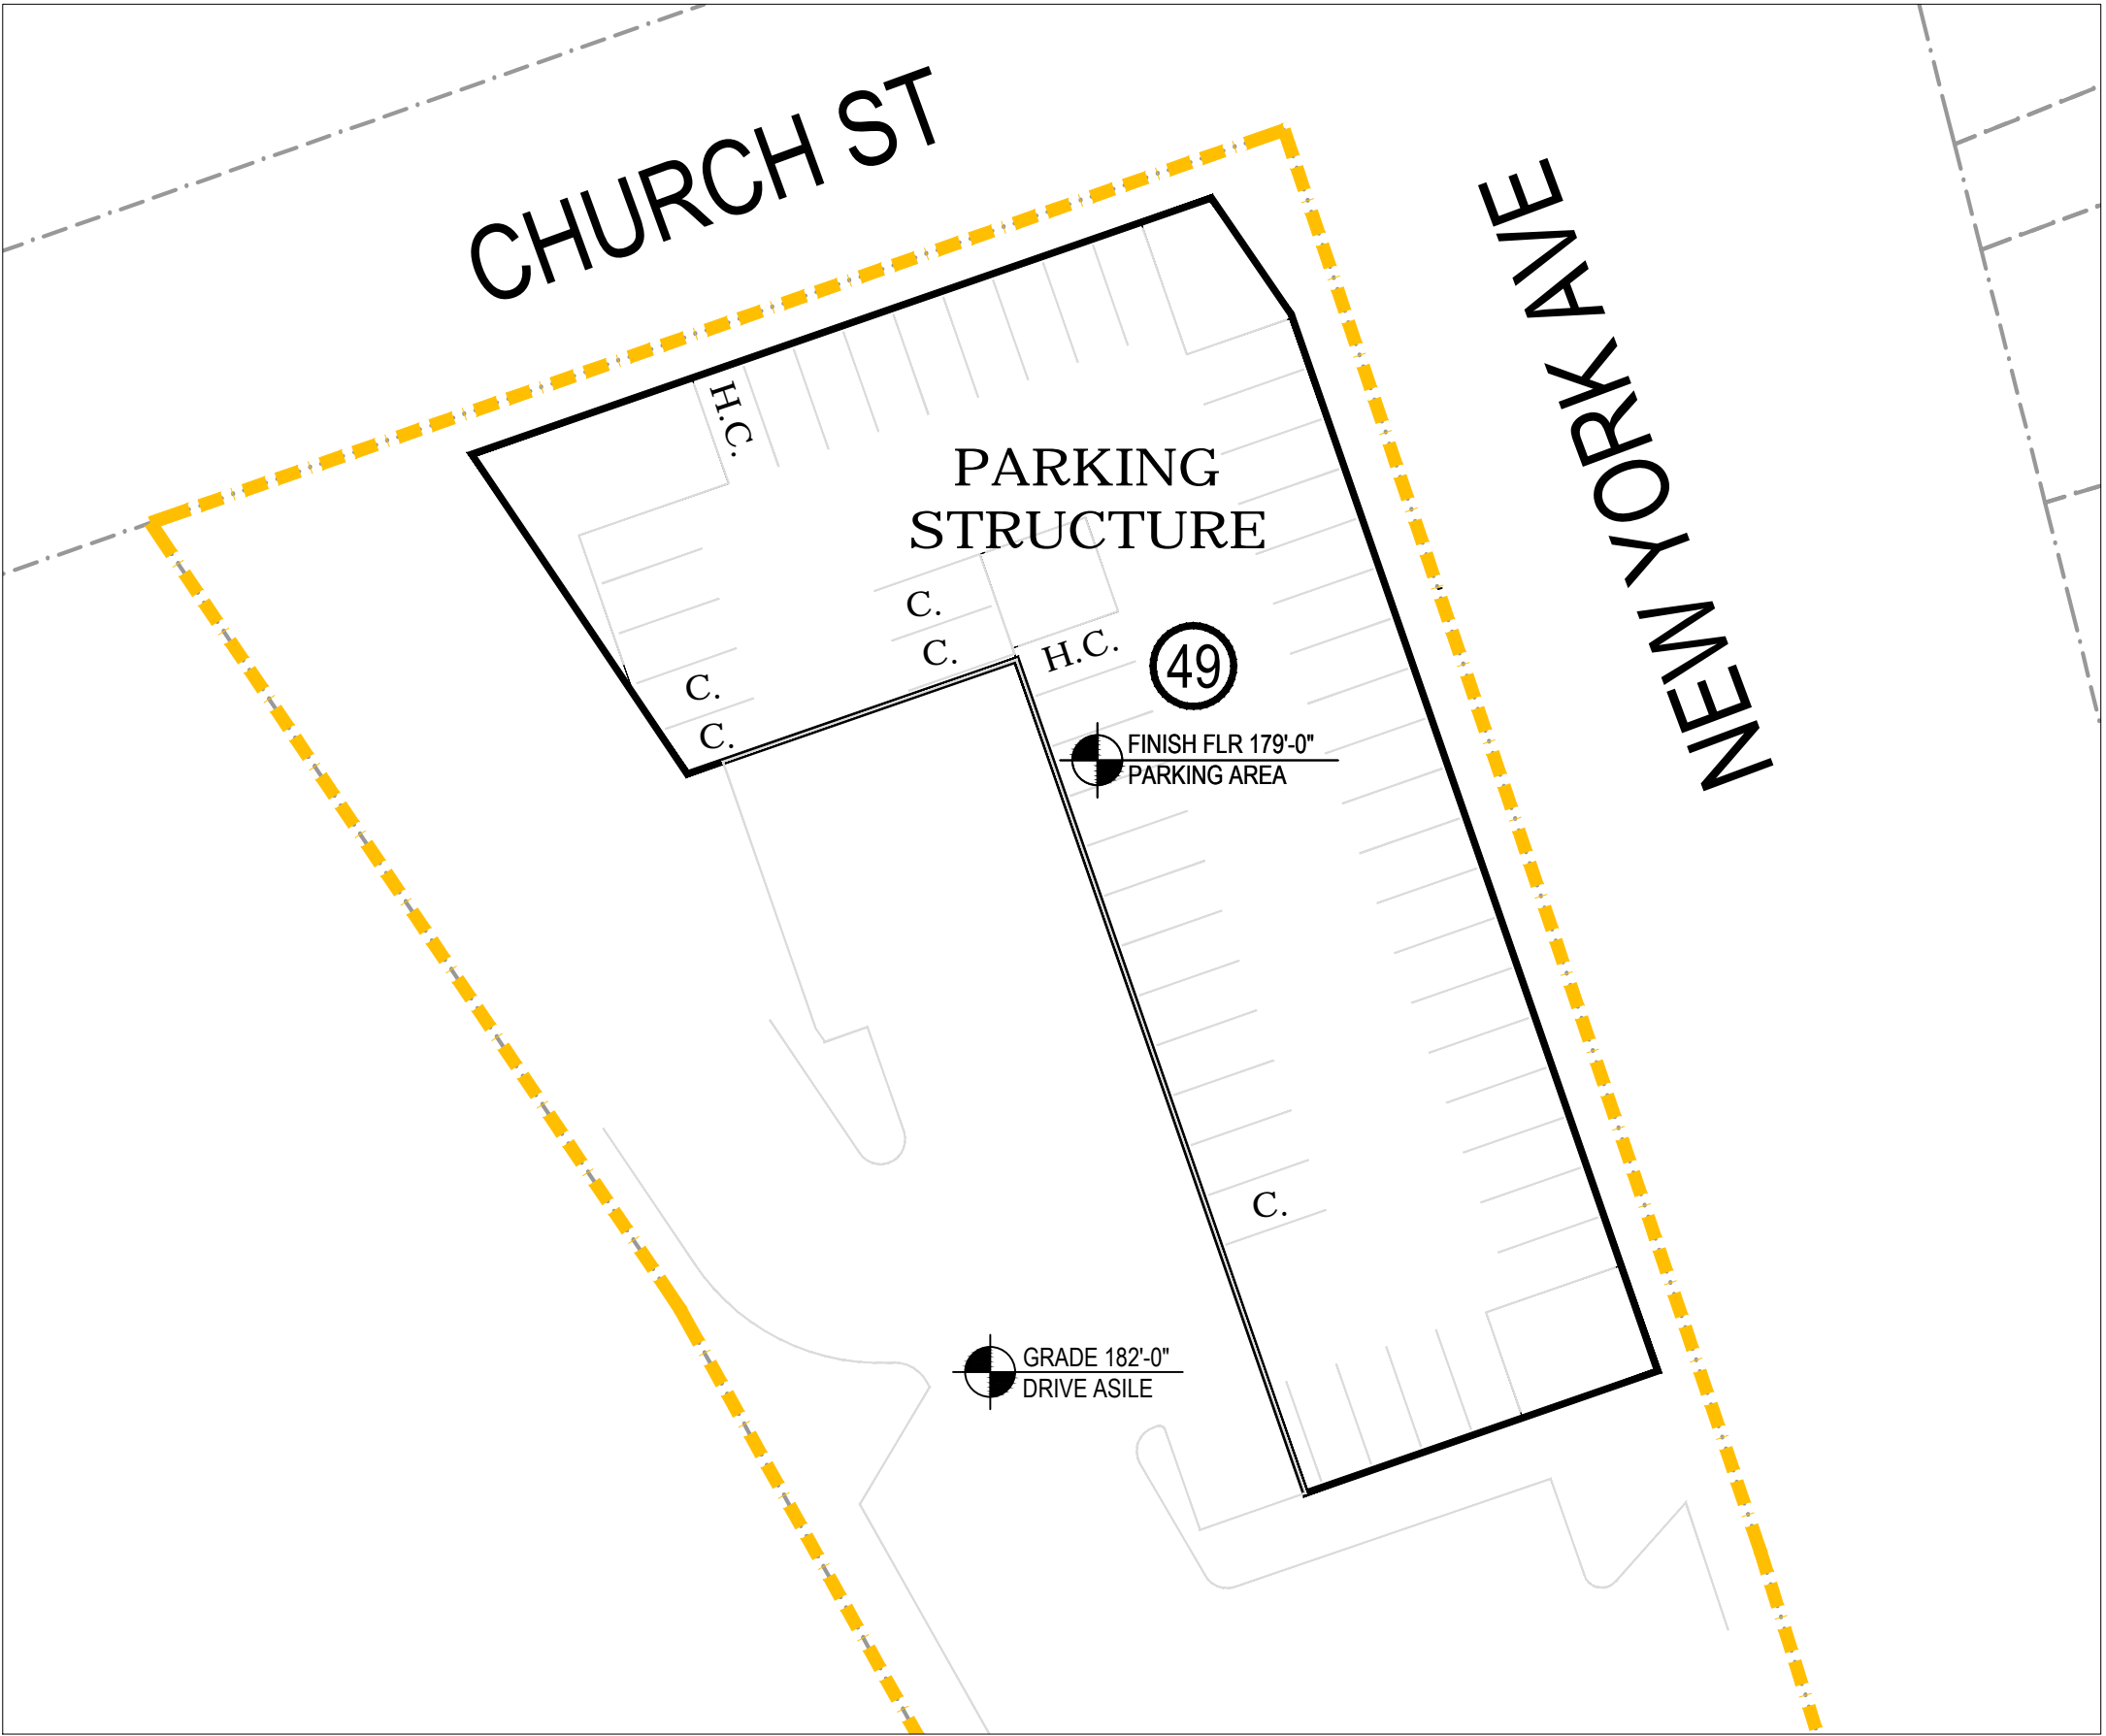 CHURCH ST
NEW YORK AVE
H.C.
PARKING
STRUCTURE
C.
C.
H.C.
49
C.
C.
FINISH FLR 179'-0"
PARKING AREA
C.
GRADE 182'-0"
DRIVE ASILE